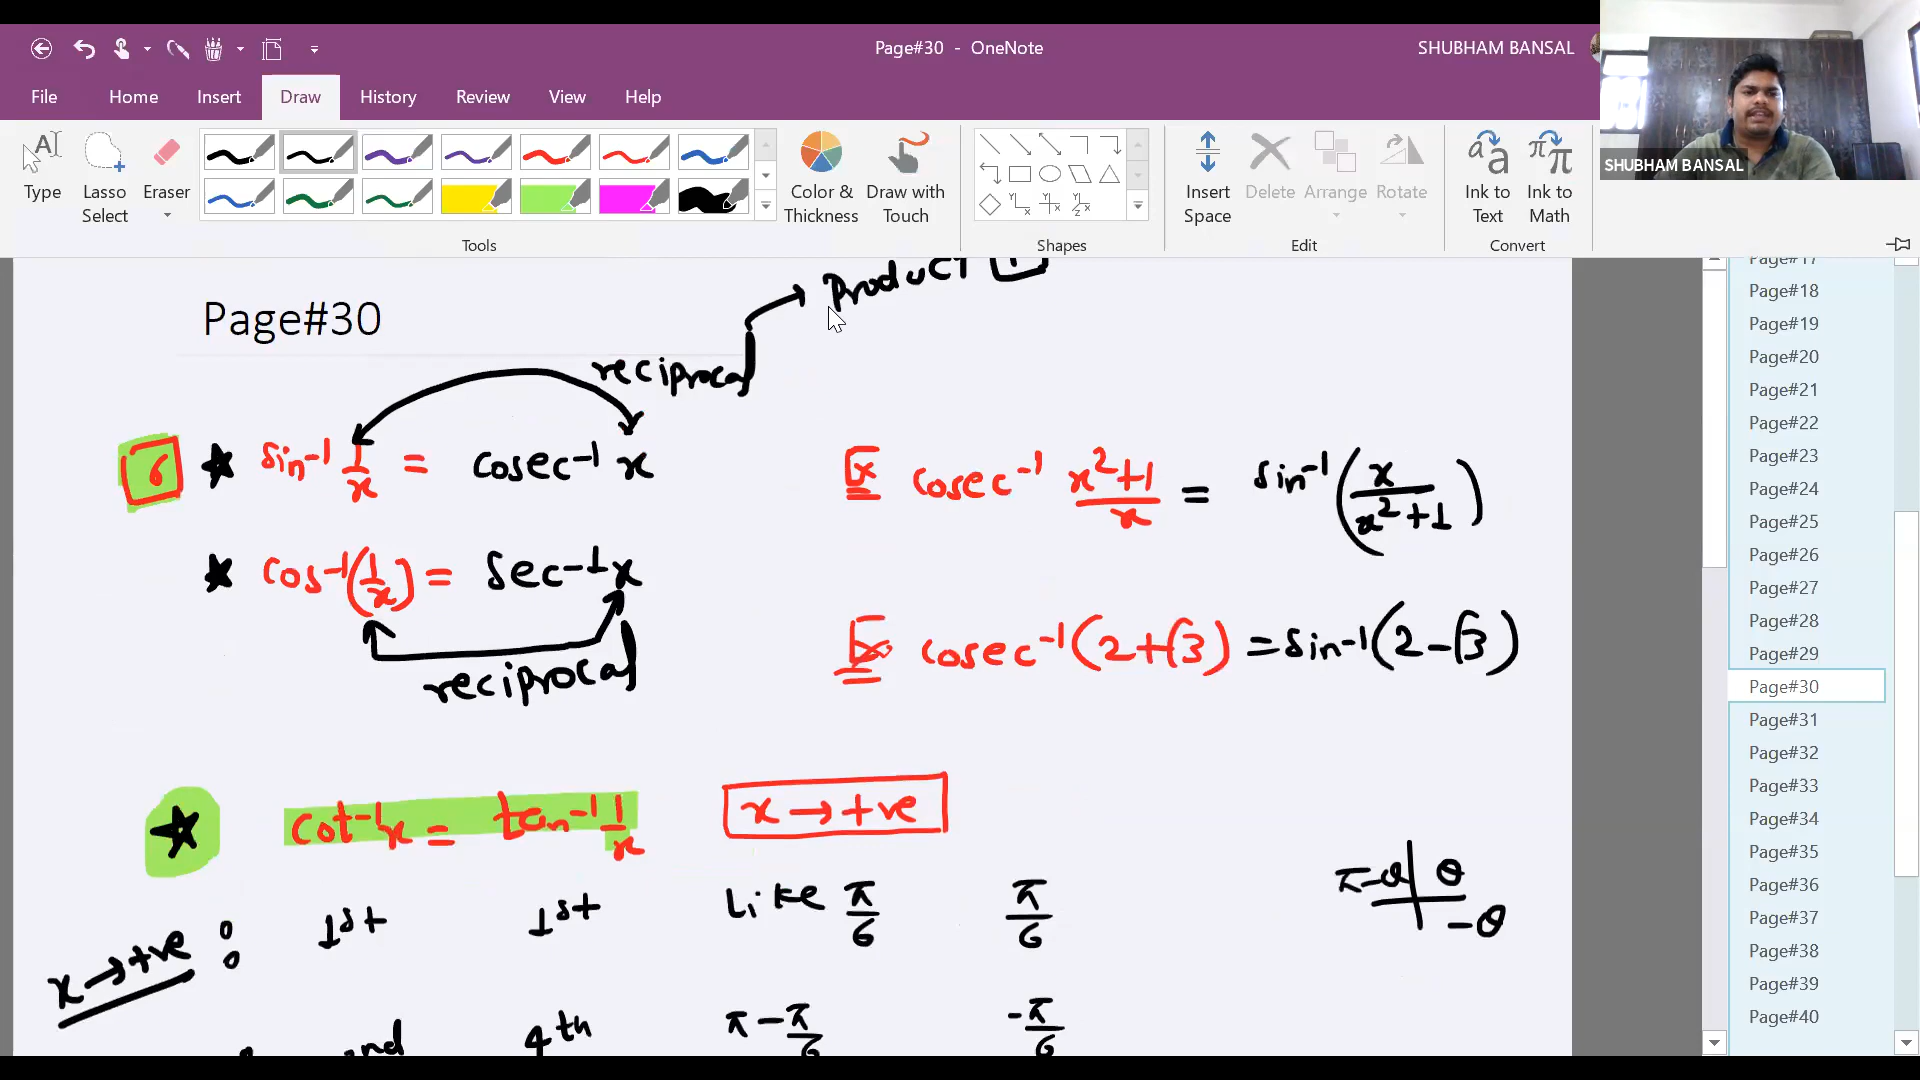 Page#30 - OneNote
SHUBHAM BANSAL
File Home Insert Draw History Review View Help
Type
Lasso Select
Eraser
Color & Thickness
Draw with Touch
Insert Space
Delete
Arrange
Rotate
Ink to Text
Ink to Math
Tools
Shapes
Edit
Convert
SHUBHAM BANSAL
Product 1
Page#30
reciprocal
6 ★ sin⁻¹ 1/x = cosec⁻¹ x
★ cos⁻¹(1/x) = sec⁻¹x
reciprocal
Ex cosec⁻¹ x²+1/x = sin⁻¹(x/x²+1)
Ex cosec⁻¹(2+√3) = sin⁻¹(2-√3)
★ cot⁻¹x = tan⁻¹ 1/x x → +ve
x → +ve : 1st 1st Like π/6 π/6
π-θ θ
-θ
4th π - π/6 -π/6
Page#17
Page#18
Page#19
Page#20
Page#21
Page#22
Page#23
Page#24
Page#25
Page#26
Page#27
Page#28
Page#29
Page#30
Page#31
Page#32
Page#33
Page#34
Page#35
Page#36
Page#37
Page#38
Page#39
Page#40